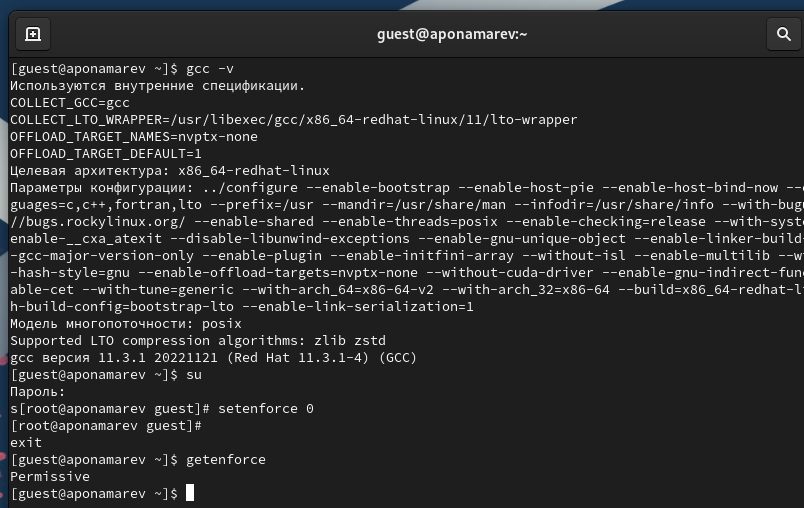 guest@aponamarev:~
[guest@aponamarev ~]$ gcc -v
Используются внутренние спецификации.
COLLECT_GCC=gcc
COLLECT_LTO_WRAPPER=/usr/libexec/gcc/x86_64-redhat-linux/11/lto-wrapper
OFFLOAD_TARGET_NAMES=nvptx-none
OFFLOAD_TARGET_DEFAULT=1
Целевая архитектура: x86_64-redhat-linux
Параметры конфигурации: ../configure --enable-bootstrap --enable-host-pie --enable-host-bind-now --
guages=c,c++,fortran,lto --prefix=/usr --mandir=/usr/share/man --infodir=/usr/share/info --with-bug
//bugs.rockylinux.org/ --enable-shared --enable-threads=posix --enable-checking=release --with-syst
enable-__cxa_atexit --disable-libunwind-exceptions --enable-gnu-unique-object --enable-linker-build-
-gcc-major-version-only --enable-plugin --enable-initfini-array --without-isl --enable-multilib --w
-hash-style=gnu --enable-offload-targets=nvptx-none --without-cuda-driver --enable-gnu-indirect-func
able-cet --with-tune=generic --with-arch_64=x86-64-v2 --with-arch_32=x86-64 --build=x86_64-redhat-l
h-build-config=bootstrap-lto --enable-link-serialization=1
Модель многопоточности: posix
Supported LTO compression algorithms: zlib zstd
gcc версия 11.3.1 20221121 (Red Hat 11.3.1-4) (GCC)
[guest@aponamarev ~]$ su
Пароль:
s[root@aponamarev guest]# setenforce 0
[root@aponamarev guest]#
exit
[guest@aponamarev ~]$ getenforce
Permissive
[guest@aponamarev ~]$